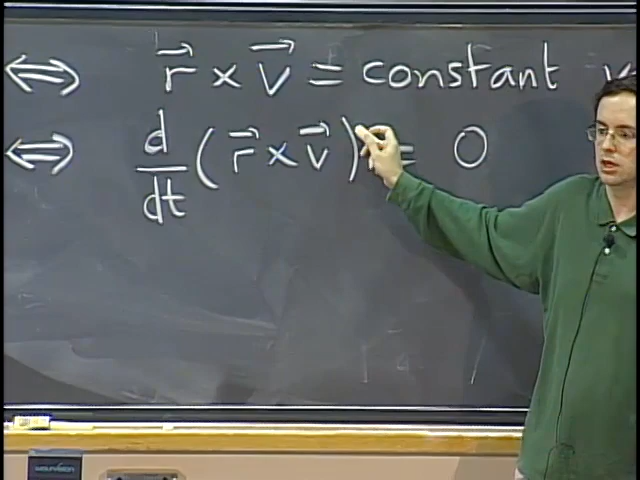 ⟺ r⃗ × v⃗ = constant
⟺ d/dt (r⃗ × v⃗) = 0